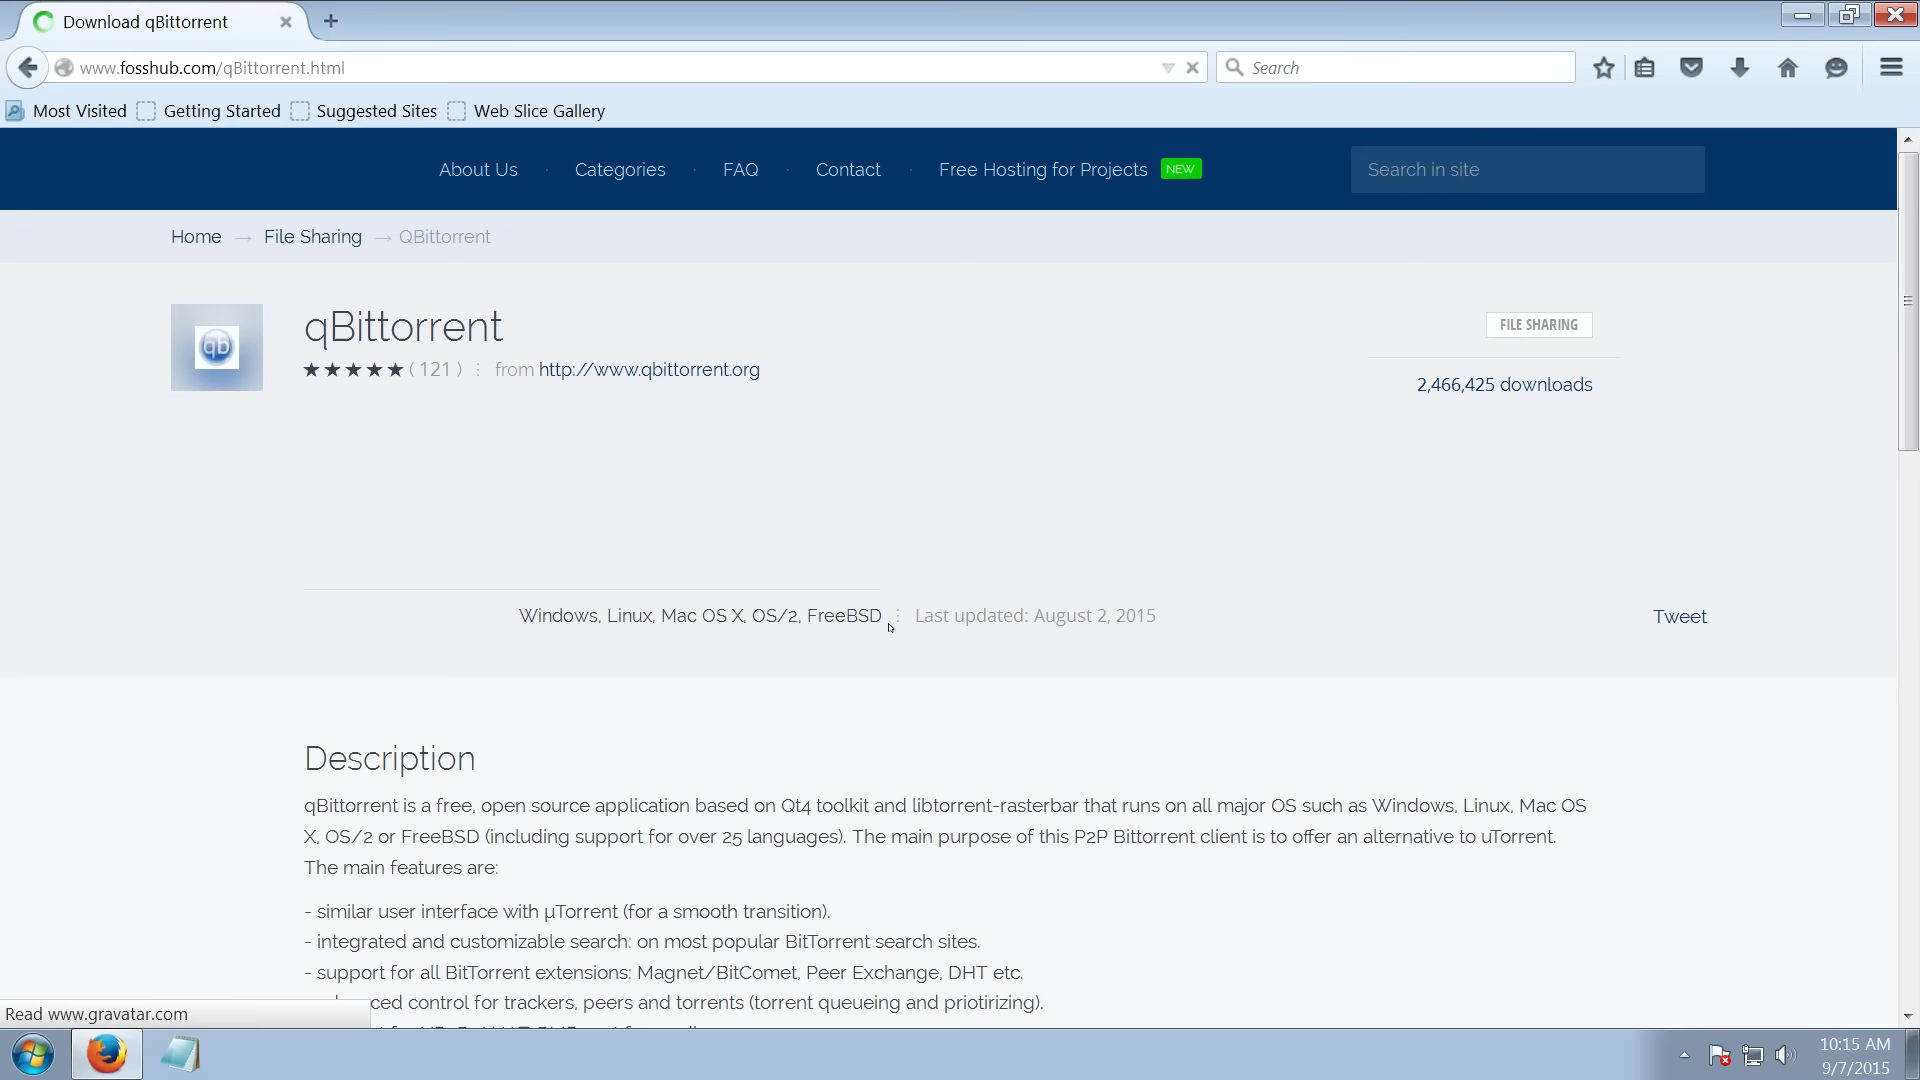 Download qBittorrent
www.fosshub.com/qBittorrent.html
Search
Most Visited Getting Started Suggested Sites Web Slice Gallery
About Us · Categories · FAQ · Contact · Free Hosting for Projects NEW
Search in site
Home → File Sharing → QBittorrent
qb
qBittorrent
FILE SHARING
★★★★★ ( 121 ) from http://www.qbittorrent.org
2,466,425 downloads
Windows, Linux, Mac OS X, OS/2, FreeBSD
Last updated: August 2, 2015
Tweet
Description
qBittorrent is a free, open source application based on Qt4 toolkit and libtorrent-rasterbar that runs on all major OS such as Windows, Linux, Mac OS
X, OS/2 or FreeBSD (including support for over 25 languages). The main purpose of this P2P Bittorrent client is to offer an alternative to uTorrent.
The main features are:
- similar user interface with µTorrent (for a smooth transition).
- integrated and customizable search: on most popular BitTorrent search sites.
- support for all BitTorrent extensions: Magnet/BitComet, Peer Exchange, DHT etc.
control for trackers, peers and torrents (torrent queueing and priotirizing).
Read www.gravatar.com
10:15 AM
9/7/2015